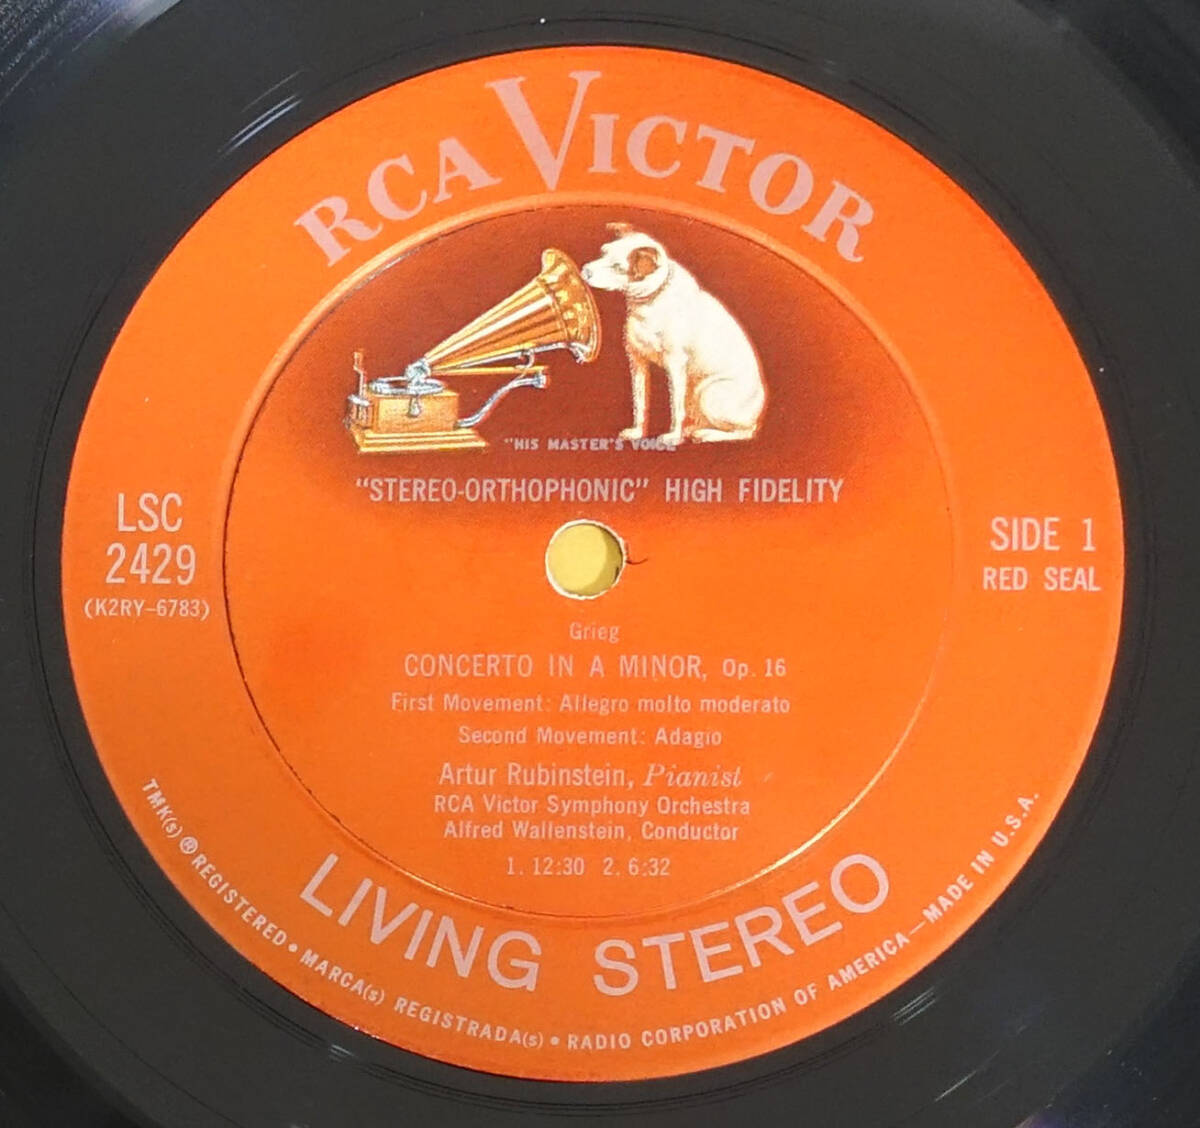 RCA VICTOR
"HIS MASTER'S VOICE"
"STEREO-ORTHOPHONIC" HIGH FIDELITY
LSC
2429
(K2RY-6783)
SIDE 1
RED SEAL
Grieg
CONCERTO IN A MINOR, Op. 16
First Movement: Allegro molto moderato
Second Movement: Adagio
Artur Rubinstein, Pianist
RCA Victor Symphony Orchestra
Alfred Wallenstein, Conductor
1. 12:30 2. 6:32
LIVING STEREO
TMK(s) ® REGISTERED • MARCA(s) REGISTRADA(s) • RADIO CORPORATION OF AMERICA—MADE IN U.S.A.